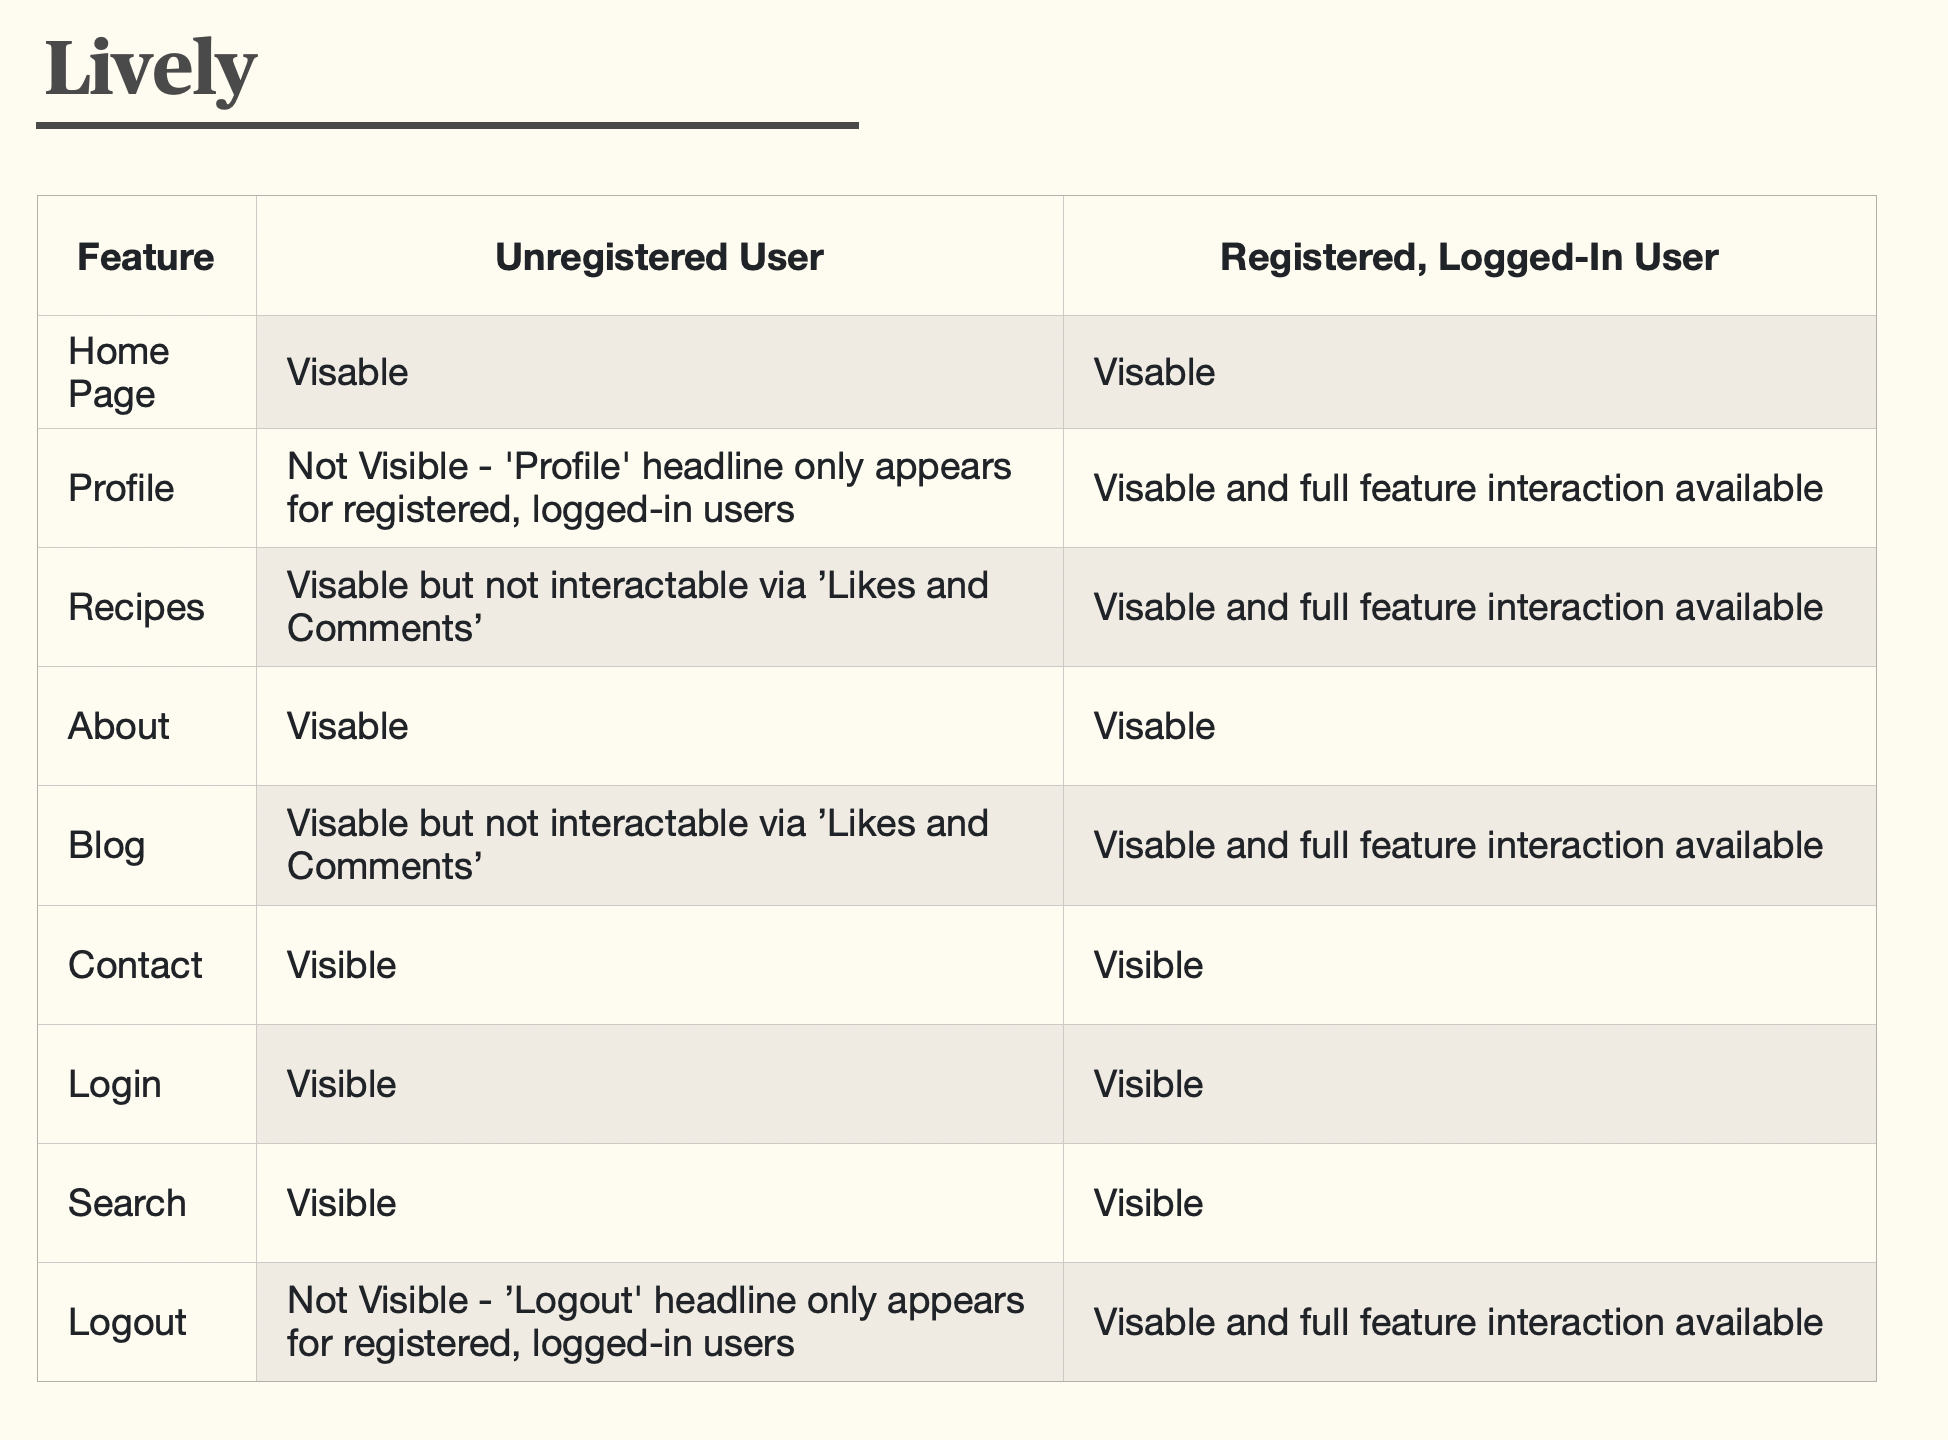 Lively
Feature Unregistered User Registered, Logged-In User
Home
Page
Visable
Visable
Profile
Not Visible - 'Profile' headline only appears
for registered, logged-in users
Visable and full feature interaction available
Recipes
Visable but not interactable via ’Likes and
Comments’
Visable and full feature interaction available
About
Visable
Visable
Blog
Visable but not interactable via ’Likes and
Comments’
Visable and full feature interaction available
Contact
Visible
Visible
Login
Visible
Visible
Search
Visible
Visible
Logout
Not Visible - ’Logout' headline only appears
for registered, logged-in users
Visable and full feature interaction available